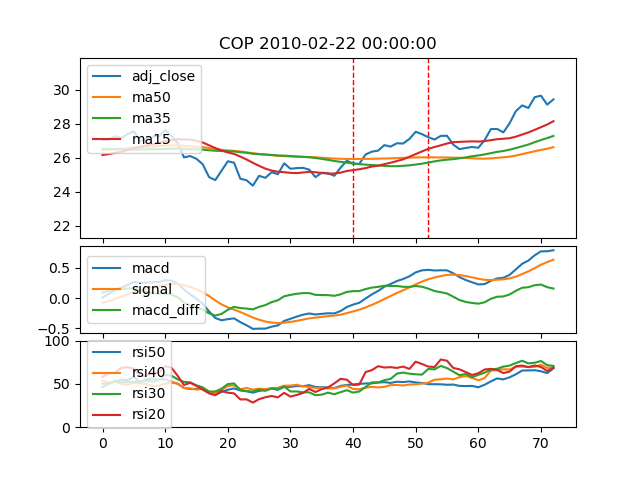 COP 2010-02-22 00:00:00
30
28
26
24
22
adj_close
ma50
ma35
ma15
0.5
0.0
−0.5
macd
signal
macd_diff
100
50
0
rsi50
rsi40
rsi30
rsi20
0 10 20 30 40 50 60 70